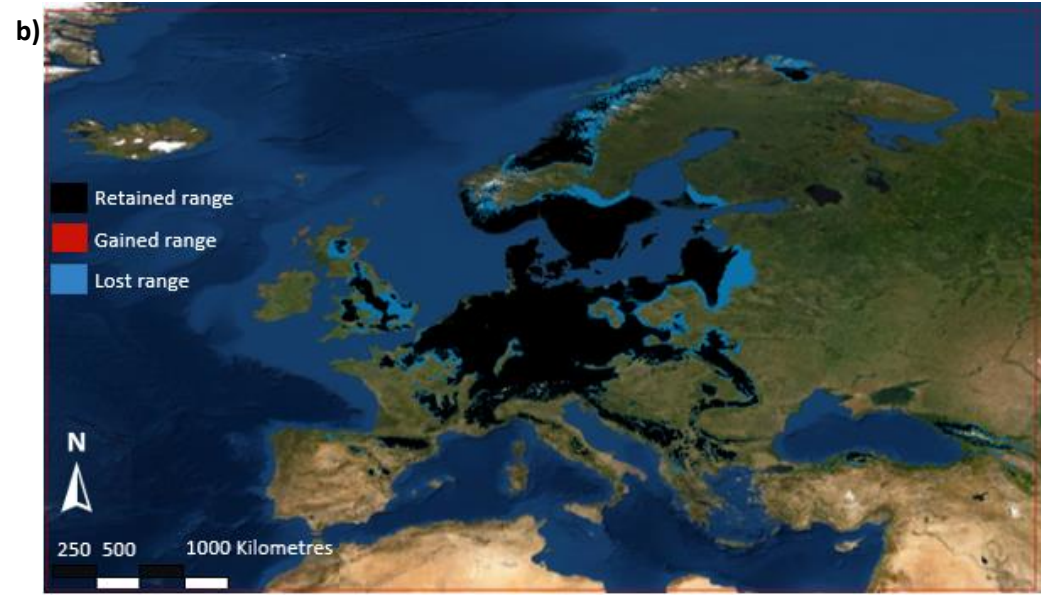 b)
Retained range
Gained range
Lost range
N
250 500 1000 Kilometres